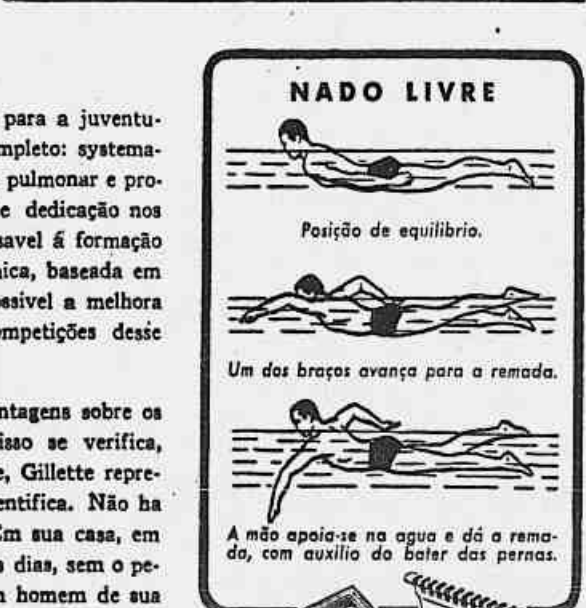 para a juventu-
mpleto: systema-
pulmonar e pro-
e dedicação nos
savel á formação
nica, baseada em
ossivel a melhora
ompetições desse
ntagens sobre os
isso se verifica,
e, Gillette repre-
entifica. Não ha
Em sua casa, em
s dias, sem o pe-
m homem de sua
NADO LIVRE
Posição de equilibrio.
Um dos braços avança para a remada.
A mão apoia-se na agua e dá a rema-
da, com auxilio do bater das pernas.